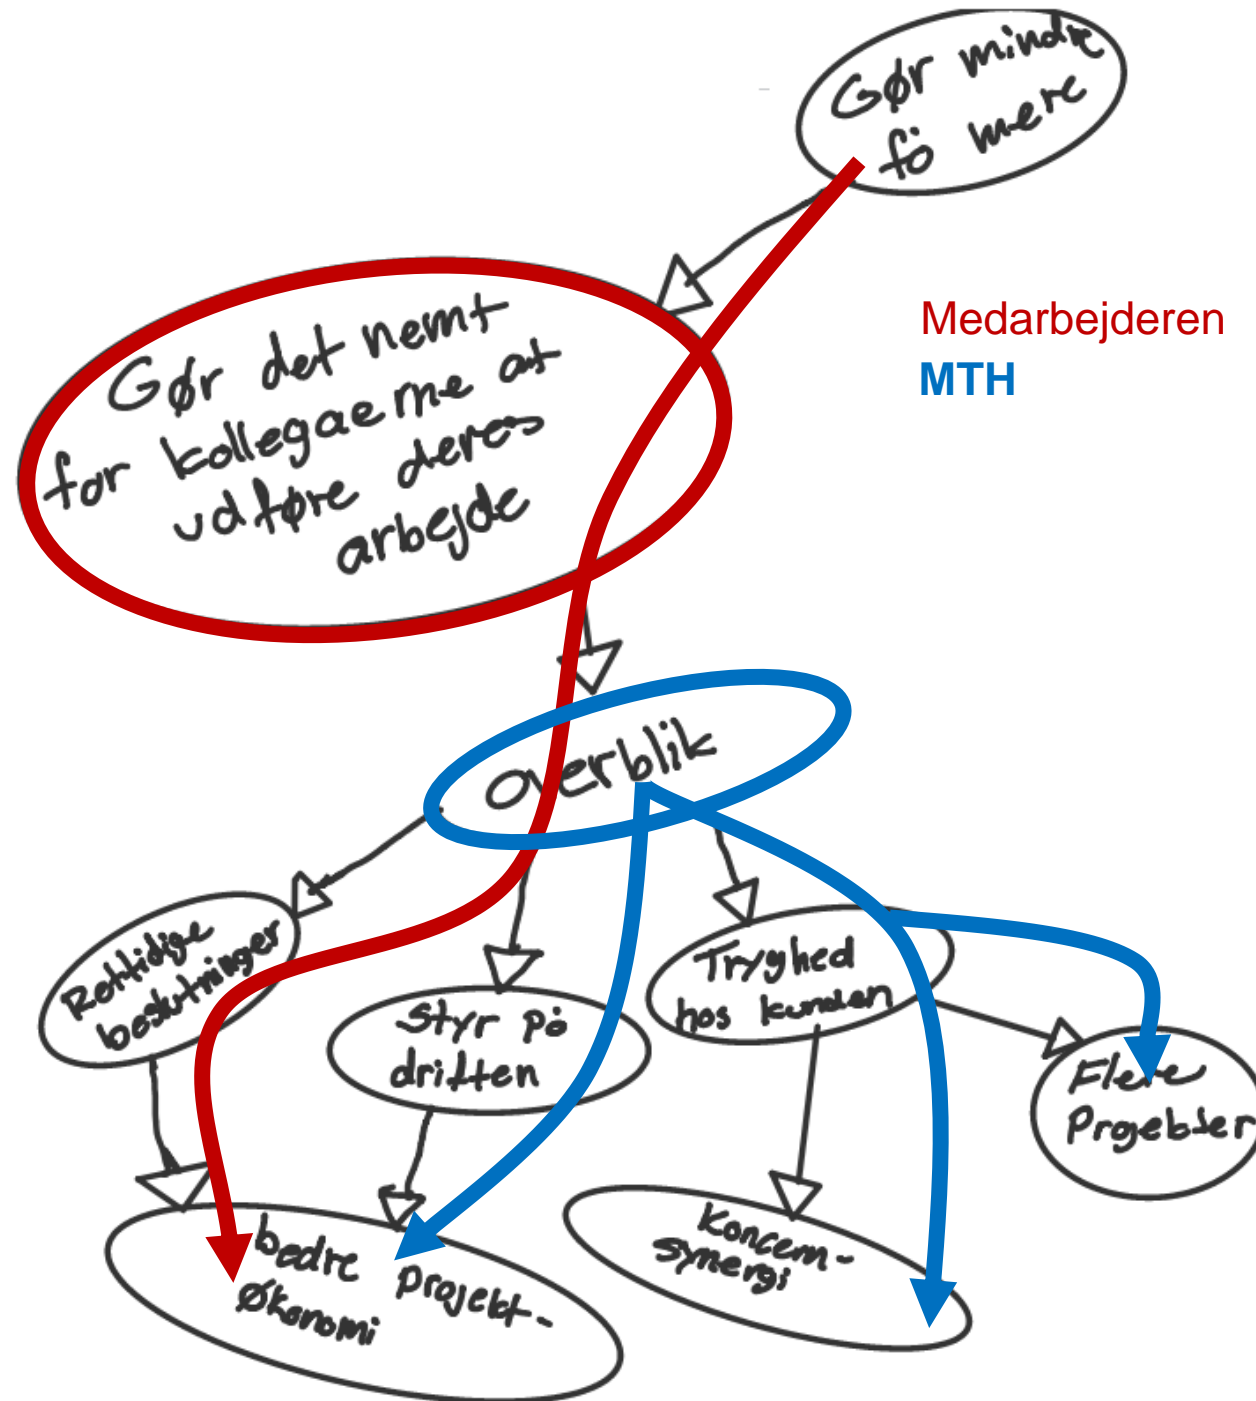 Gør mindre
få mere
Medarbejderen
MTH
Gør det nemt
for kollegaerne at
udføre deres
arbejde
Overblik
Rettidige
beslutninger
Styr på
driften
Tryghed
hos kunden
Flere
Projekter
bedre projekt-
Økonomi
Koncern-
synergi